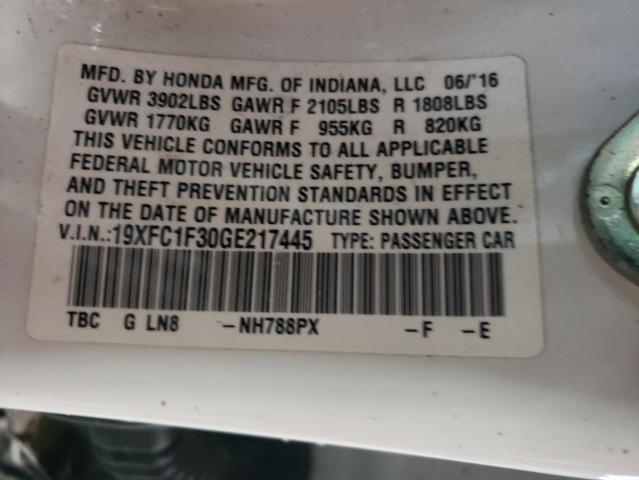 MFD. BY HONDA MFG. OF INDIANA, LLC 06/'16
GVWR 3902LBS GAWR F 2105LBS R 1808LBS
GVWR 1770KG GAWR F 955KG R 820KG
THIS VEHICLE CONFORMS TO ALL APPLICABLE
FEDERAL MOTOR VEHICLE SAFETY, BUMPER,
AND THEFT PREVENTION STANDARDS IN EFFECT
ON THE DATE OF MANUFACTURE SHOWN ABOVE.
V.I.N.:19XFC1F30GE217445 TYPE: PASSENGER CAR
TBC G LN8 -NH788PX -F -E